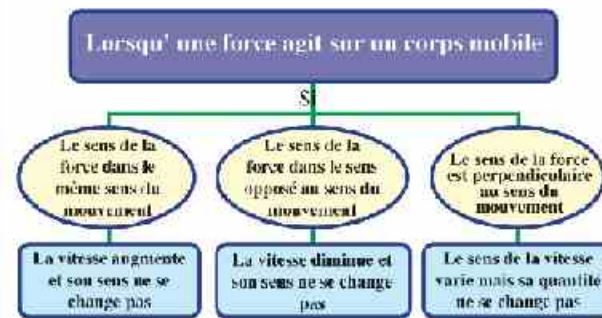 Lorsqu' une force agit sur un corps mobile
Si
Le sens de la
force dans le
même sens du
mouvement
Le sens de la
force dans le sens
opposé au sens du
mouvement
Le sens de la force
est perpendiculaire
au sens du
mouvement
La vitesse augmente
et son sens ne se
change pas
La vitesse diminue et
son sens ne se change
pas
Le sens de la vitesse
varie mais sa quantité
ne se change pas